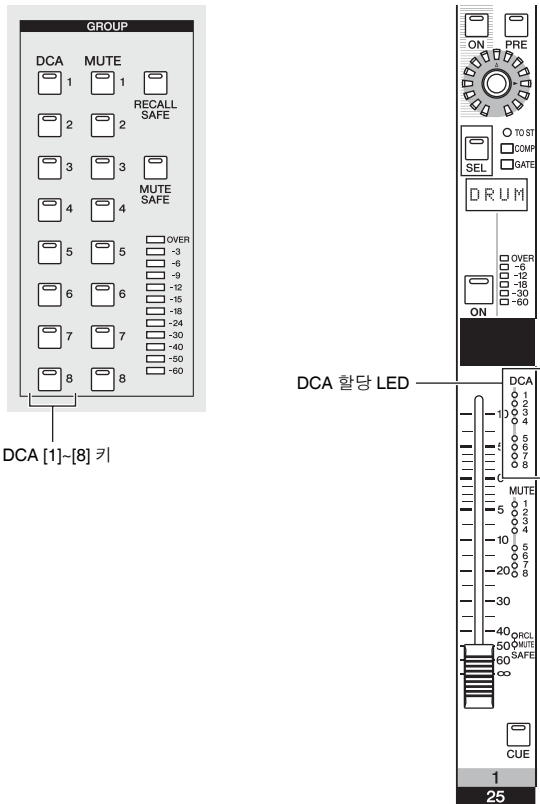 GROUP
DCA MUTE
1 1
RECALL
SAFE
2 2
3 3
MUTE
SAFE
4 4
5 5
6 6
7 7
8 8
OVER
-3
-6
-9
-12
-15
-18
-24
-30
-40
-50
-60
DCA [1]~[8] 키
ON PRE
TO ST
COMP
GATE
SEL
DRUM
OVER
-6
-12
-18
-30
-60
ON
DCA 할당 LED
DCA
1
2
3
4
5
6
7
8
MUTE
1
2
3
4
5
6
7
8
10
5
0
5
10
20
30
40
50
60
∞
RCL
MUTE
SAFE
CUE
1
25